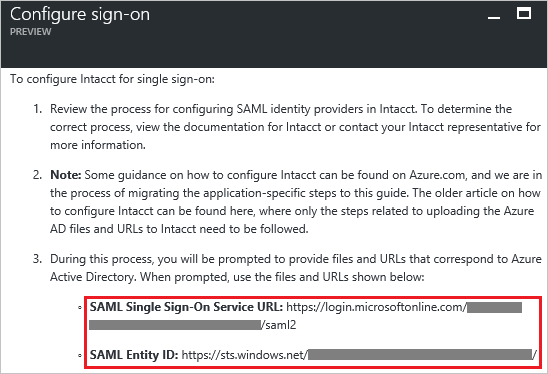 Configure sign-on
PREVIEW
To configure Intacct for single sign-on:
1. Review the process for configuring SAML identity providers in Intacct. To determine the
correct process, view the documentation for Intacct or contact your Intacct representative for
more information.
2. Note: Some guidance on how to configure Intacct can be found on Azure.com, and we are in
the process of migrating the application-specific steps to this guide. The older article on how
to configure Intacct can be found here, where only the steps related to uploading the Azure
AD files and URLs to Intacct need to be followed.
3. During this process, you will be prompted to provide files and URLs that correspond to Azure
Active Directory. When prompted, use the files and URLs shown below:
◦ SAML Single Sign-On Service URL: https://login.microsoftonline.com/
/saml2
◦ SAML Entity ID: https://sts.windows.net/ /